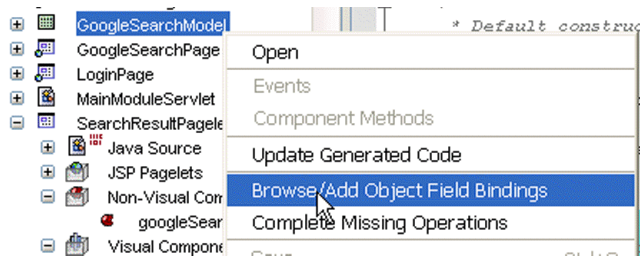 GoogleSearchModel
* Default construc
GoogleSearchPage
Open
LoginPage
Events
MainModuleServlet
Component Methods
SearchResultPagele
Java Source
Update Generated Code
JSP Pagelets
Browse/Add Object Field Bindings
Non-Visual Com
googleSear
Complete Missing Operations
Visual Compone